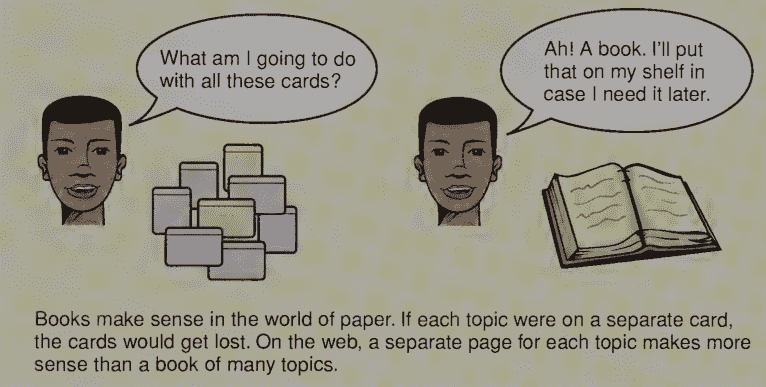 What am I going to do
with all these cards?
Ah! A book. I'll put
that on my shelf in
case I need it later.
Books make sense in the world of paper. If each topic were on a separate card,
the cards would get lost. On the web, a separate page for each topic makes more
sense than a book of many topics.